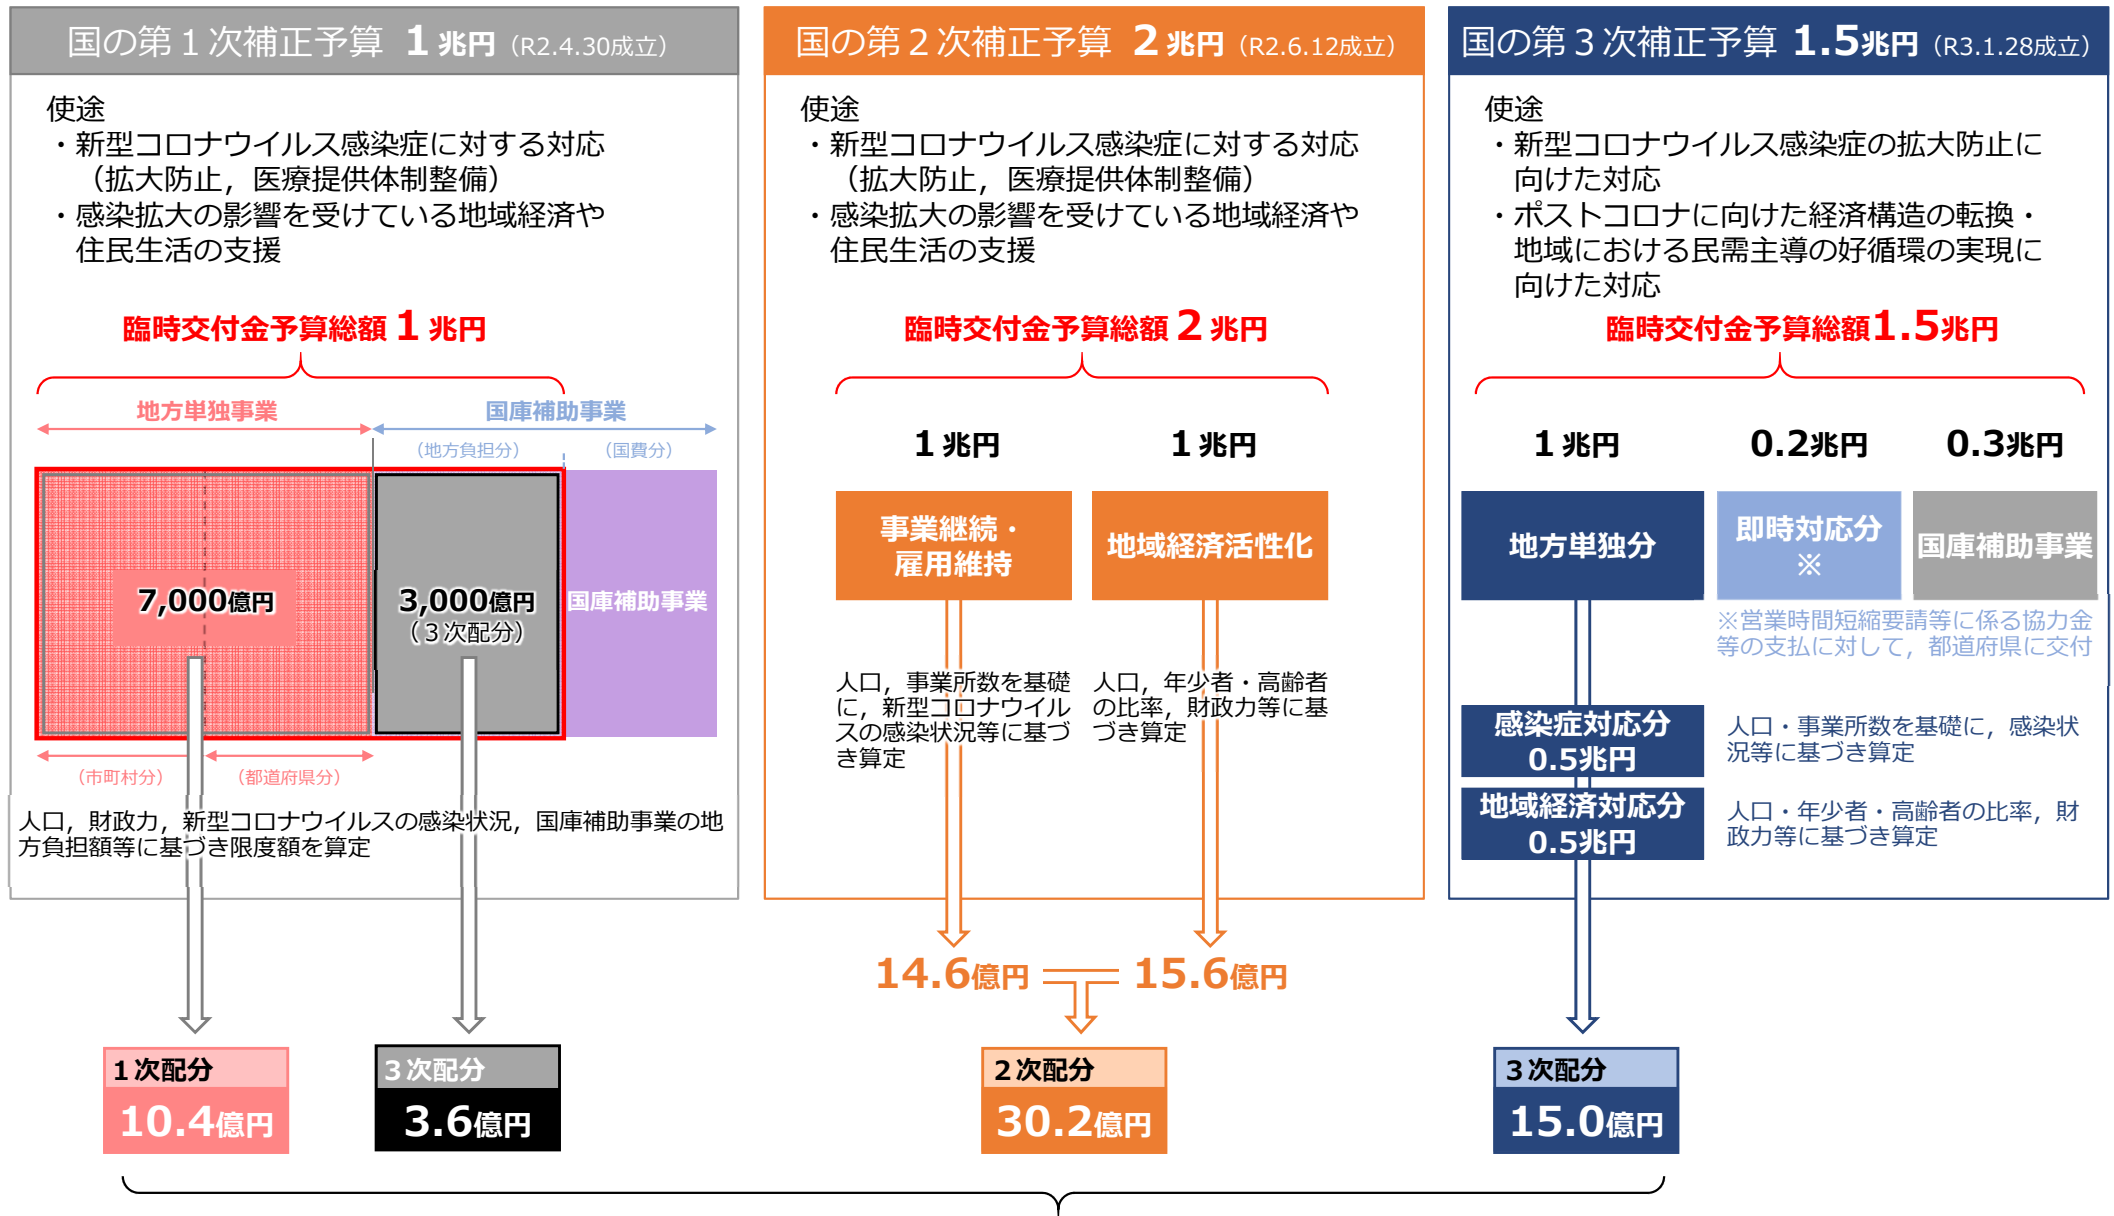 国の第１次補正予算 １兆円（R2.4.30成立）
使途
・新型コロナウイルス感染症に対する対応
（拡大防止，医療提供体制整備）
・感染拡大の影響を受けている地域経済や
住民生活の支援
臨時交付金予算総額１兆円
地方単独事業
国庫補助事業
（地方負担分）
（国費分）
7,000億円
3,000億円
（３次配分）
国庫補助事業
（市町村分）
（都道府県分）
人口，財政力，新型コロナウイルスの感染状況，国庫補助事業の地
方負担額等に基づき限度額を算定
国の第２次補正予算 ２兆円（R2.6.12成立）
使途
・新型コロナウイルス感染症に対する対応
（拡大防止，医療提供体制整備）
・感染拡大の影響を受けている地域経済や
住民生活の支援
臨時交付金予算総額２兆円
１兆円
１兆円
事業継続・
雇用維持
地域経済活性化
人口，事業所数を基礎
に，新型コロナウイル
スの感染状況等に基づ
き算定
人口，年少者・高齢者
の比率，財政力等に基
づき算定
14.6億円
15.6億円
国の第３次補正予算 1.5兆円（R3.1.28成立）
使途
・新型コロナウイルス感染症の拡大防止に
向けた対応
・ポストコロナに向けた経済構造の転換・
地域における民需主導の好循環の実現に
向けた対応
臨時交付金予算総額1.5兆円
１兆円
0.2兆円
0.3兆円
地方単独分
即時対応分
※
国庫補助事業
※営業時間短縮要請等に係る協力金
等の支払に対して，都道府県に交付
感染症対応分
0.5兆円
人口・事業所数を基礎に，感染状
況等に基づき算定
地域経済対応分
0.5兆円
人口・年少者・高齢者の比率，財
政力等に基づき算定
１次配分
10.4億円
３次配分
3.6億円
２次配分
30.2億円
３次配分
15.0億円